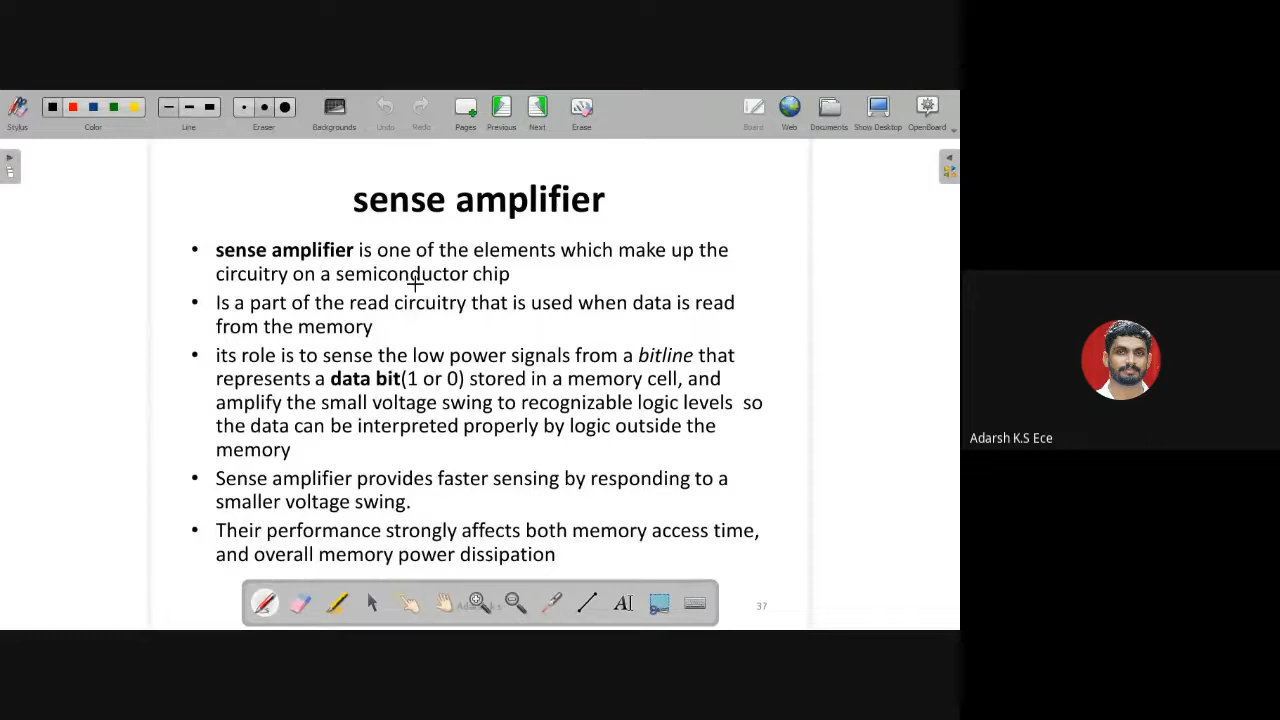 Stylus
Color
Line
Eraser
Backgrounds
Undo
Redo
Pages
Previous
Next
Erase
Board
Web
Documents
Show Desktop
OpenBoard
sense amplifier
• sense amplifier is one of the elements which make up the
circuitry on a semiconductor chip
• Is a part of the read circuitry that is used when data is read
from the memory
• its role is to sense the low power signals from a bitline that
represents a data bit(1 or 0) stored in a memory cell, and
amplify the small voltage swing to recognizable logic levels so
the data can be interpreted properly by logic outside the
memory
• Sense amplifier provides faster sensing by responding to a
smaller voltage swing.
• Their performance strongly affects both memory access time,
and overall memory power dissipation
AI
37
Adarsh K.S Ece